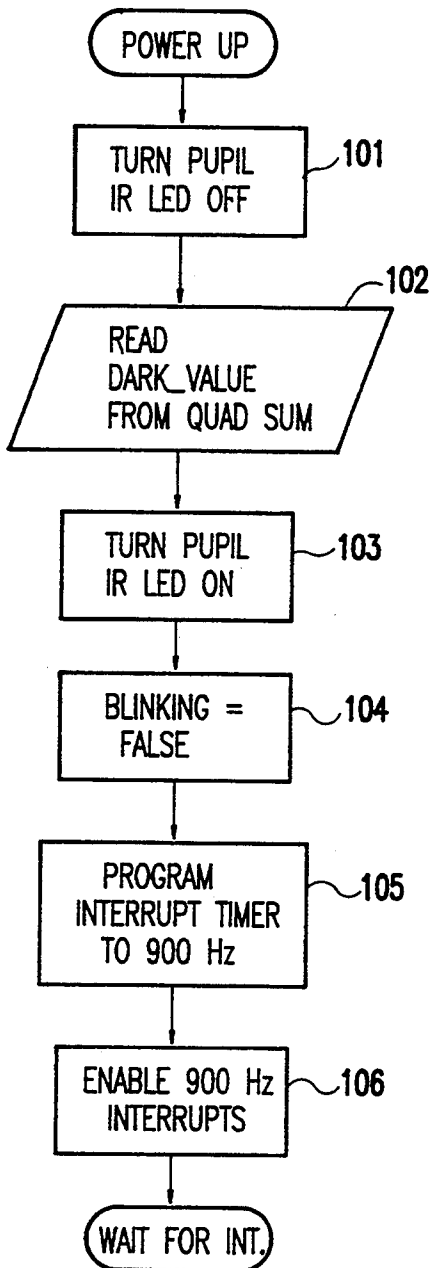 POWER UP
TURN PUPIL
IR LED OFF
101
102
READ
DARK_VALUE
FROM QUAD SUM
TURN PUPIL
IR LED ON
103
BLINKING =
FALSE
104
PROGRAM
INTERRUPT TIMER
TO 900 Hz
105
ENABLE 900 Hz
INTERRUPTS
106
WAIT FOR INT.